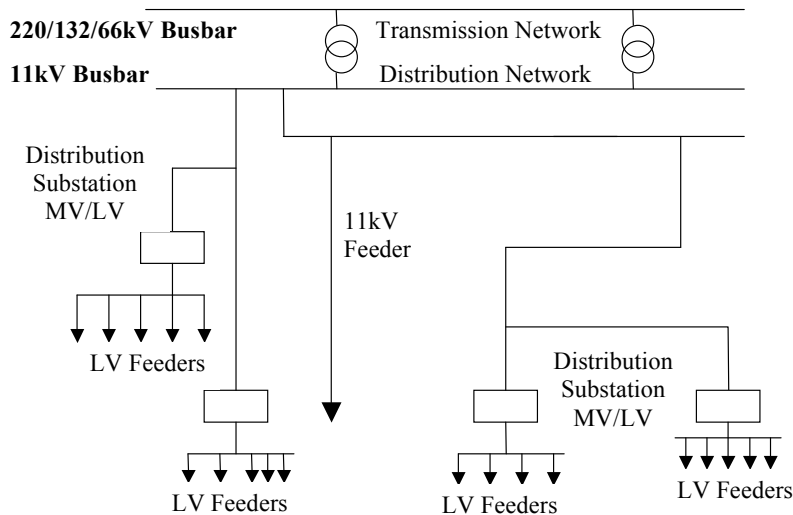 220/132/66kV Busbar
Transmission Network
11kV Busbar
Distribution Network
Distribution
Substation
MV/LV
11kV
Feeder
LV Feeders
Distribution
Substation
MV/LV
LV Feeders
LV Feeders
LV Feeders